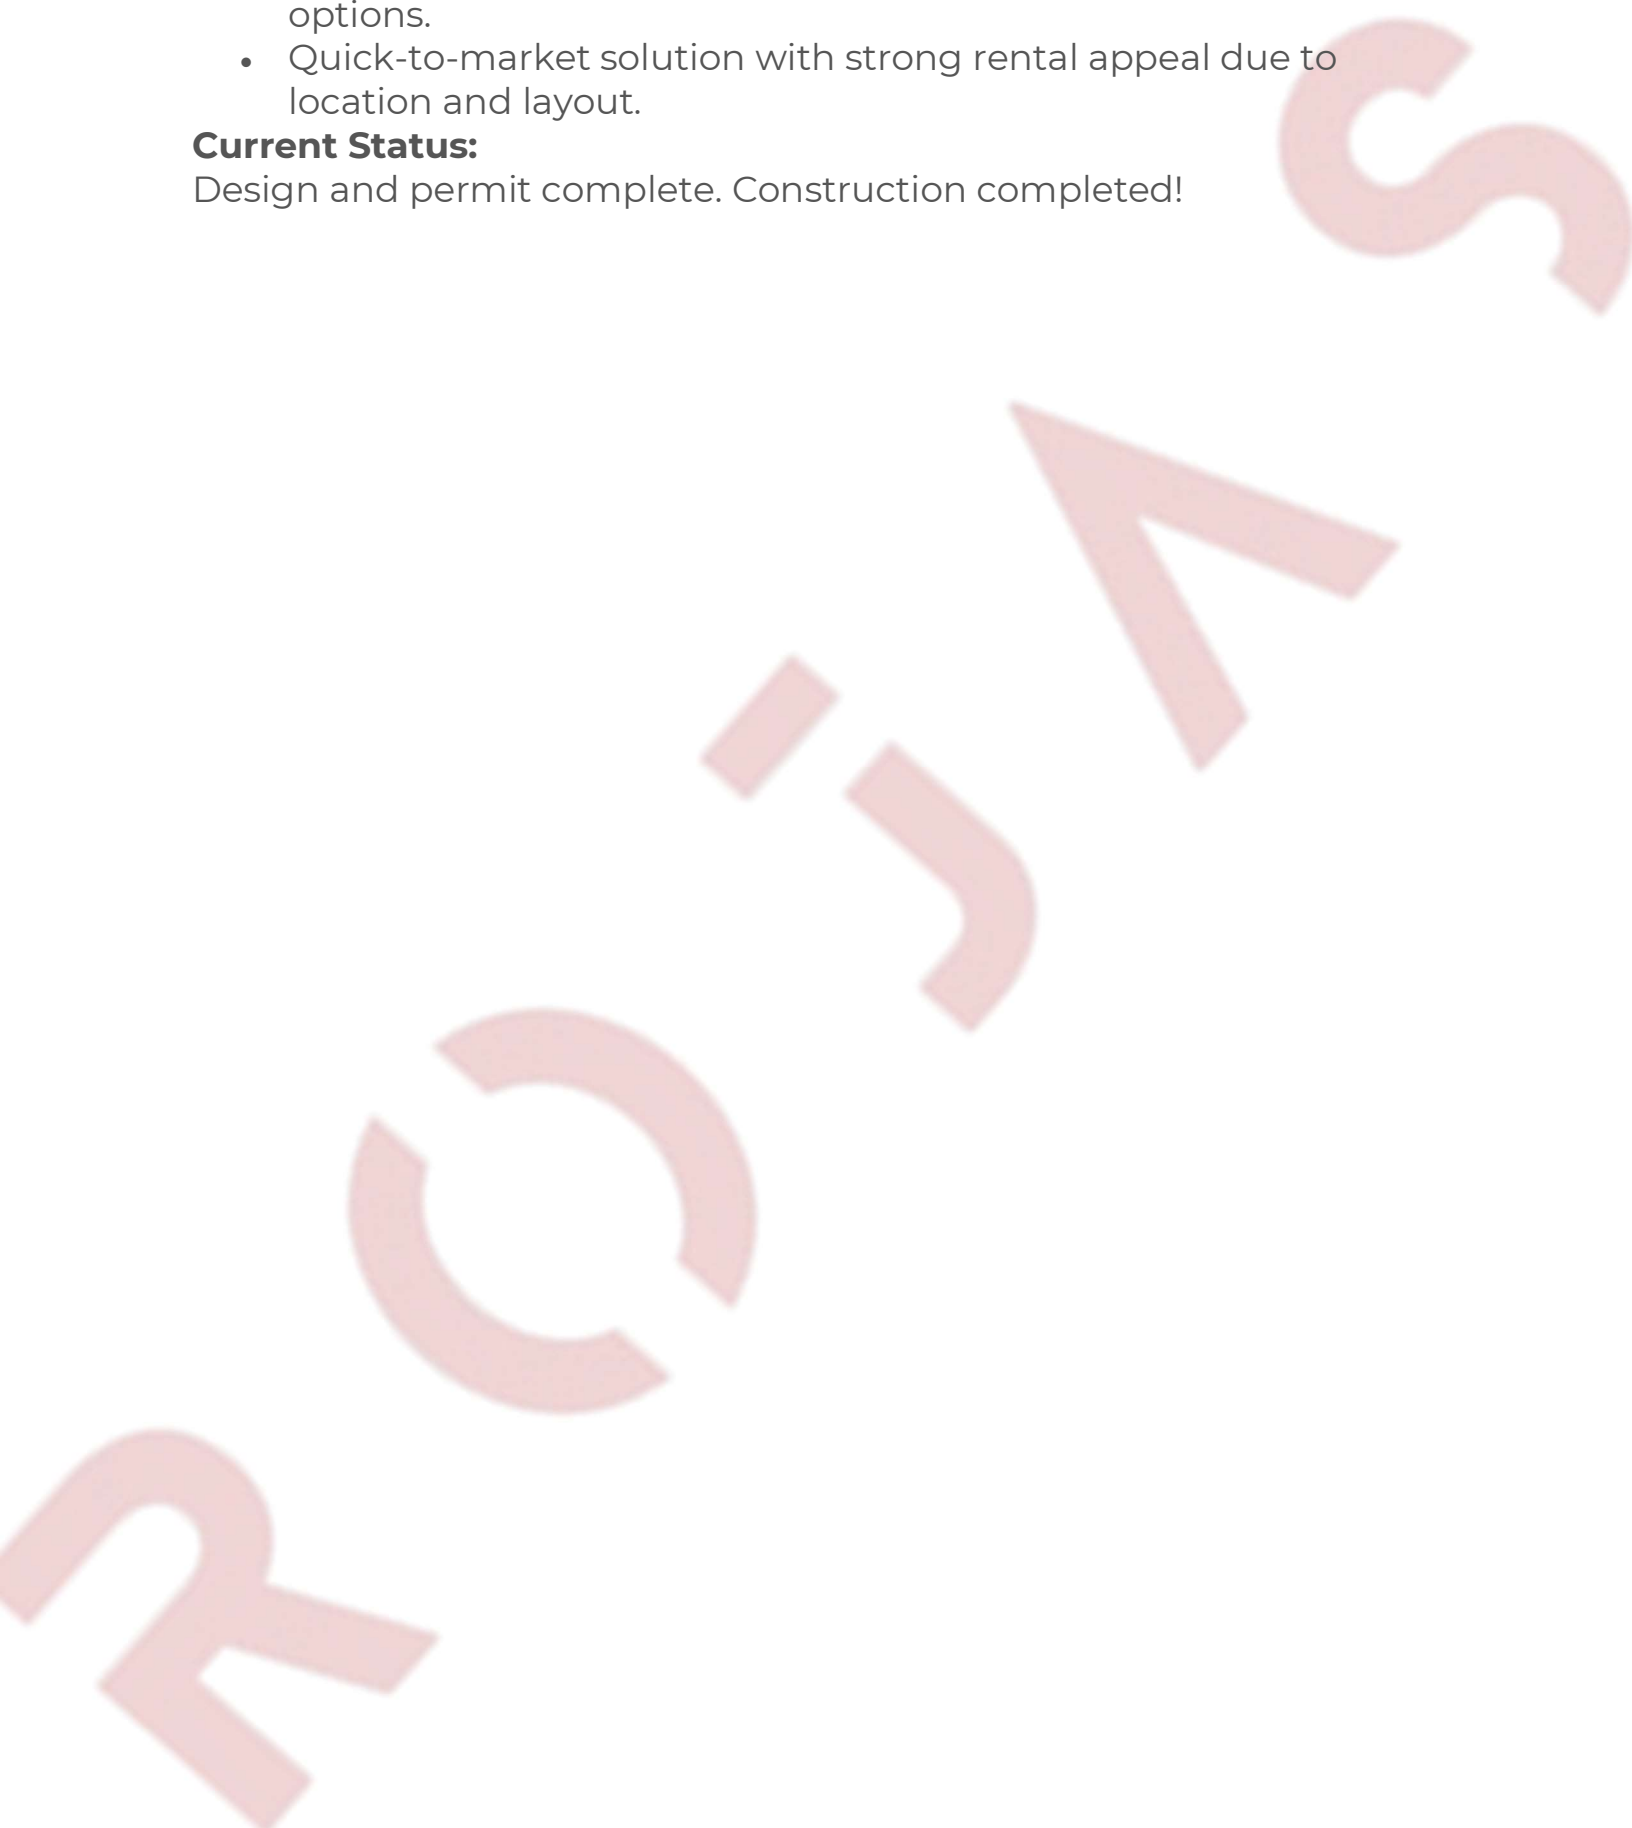 options.
• Quick-to-market solution with strong rental appeal due to
location and layout.
Current Status:
Design and permit complete. Construction completed!
ROJAS